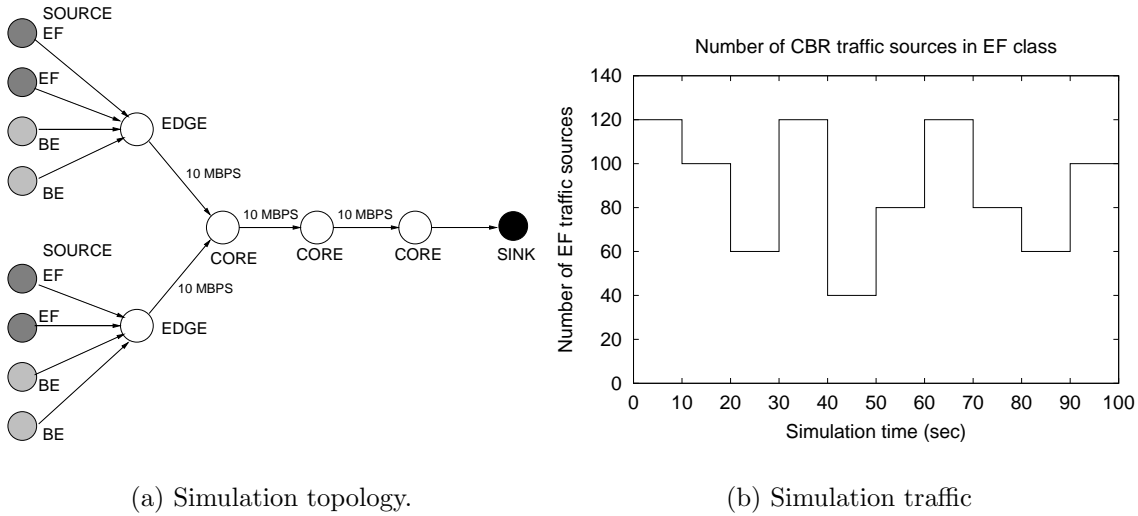 SOURCE
EF
EF
BE
BE
EDGE
10 MBPS
10 MBPS
10 MBPS
CORE
CORE
CORE
SINK
SOURCE
EF
10 MBPS
EF
EDGE
BE
BE
(a) Simulation topology.
Number of CBR traffic sources in EF class
Number of EF traffic sources
140
120
100
80
60
40
20
0
0 10 20 30 40 50 60 70 80 90 100
Simulation time (sec)
(b) Simulation traffic